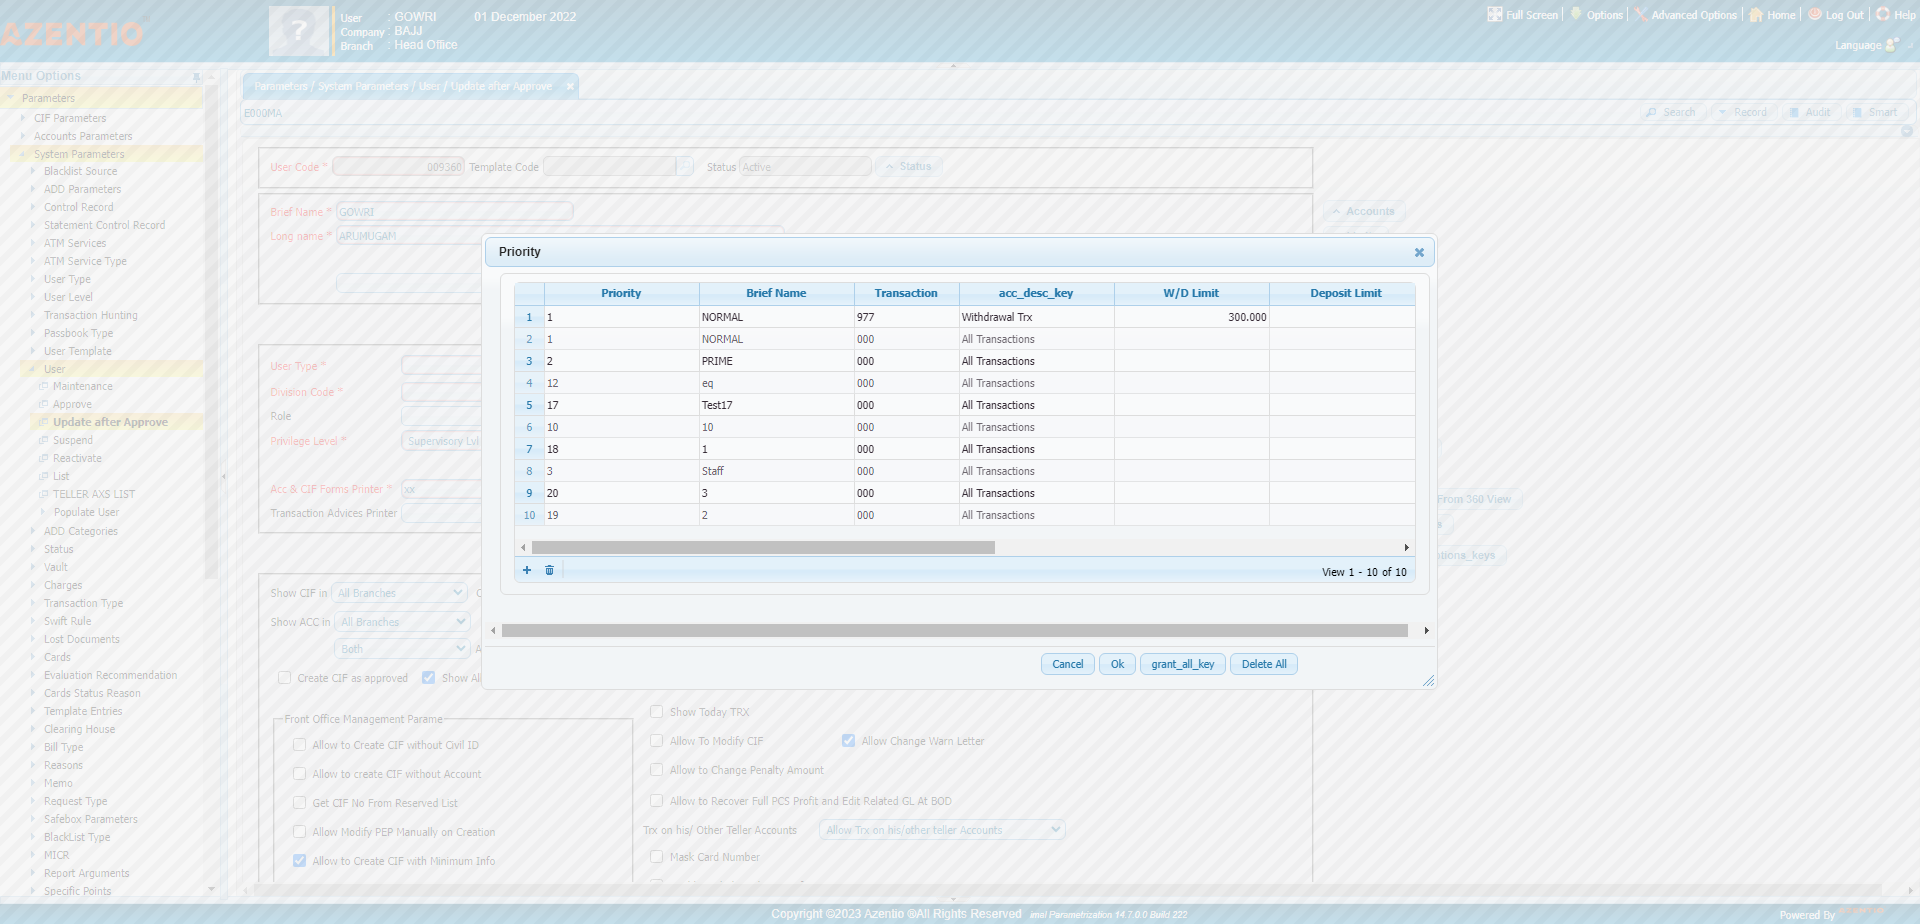 AZENTIO
?
User : GOWRI 01 December 2022
Company : BAJJ
Branch : Head Office
Full Screen Options Advanced Options Home Log Out Help
Language
Menu Options
Parameters
CIF Parameters
Accounts Parameters
System Parameters
Blacklist Source
ADD Parameters
Control Record
Statement Control Record
ATM Services
ATM Service Type
User Type
User Level
Transaction Hunting
Passbook Type
User Template
User
Maintenance
Approve
Update after Approve
Suspend
Reactivate
List
TELLER AXS LIST
Populate User
ADD Categories
Status
Vault
Charges
Transaction Type
Swift Rule
Lost Documents
Cards
Evaluation Recommendation
Cards Status Reason
Template Entries
Clearing House
Bill Type
Reasons
Memo
Request Type
Safebox Parameters
BlackList Type
MICR
Report Arguments
Specific Points
Parameters / System Parameters / User / Update after Approve
E000MA
Search Record Audit Smart
User Code * 009360 Template Code Status Active Status
Brief Name * GOWRI
Accounts
Long name * ARUMUGAM
User Type *
Division Code *
Role
Privilege Level * Supervisory Lvl
Acc & CIF Forms Printer * xx
Transaction Advices Printer
From 360 View
Show CIF in All Branches
Show ACC in All Branches
Both
Create CIF as approved Show Al
Front Office Management Parame
Allow to Create CIF without Civil ID
Allow to create CIF without Account
Get CIF No From Reserved List
Allow Modify PEP Manually on Creation
Allow to Create CIF with Minimum Info
Show Today TRX
Allow To Modify CIF Allow Change Warn Letter
Allow to Change Penalty Amount
Allow to Recover Full PCS Profit and Edit Related GL At BOD
Trx on his/ Other Teller Accounts Allow Trx on his/other teller Accounts
Mask Card Number
Priority
Priority Brief Name Transaction acc_desc_key W/D Limit Deposit Limit
1 1 NORMAL 977 Withdrawal Trx 300.000
2 1 NORMAL 000 All Transactions
3 2 PRIME 000 All Transactions
4 12 eq 000 All Transactions
5 17 Test17 000 All Transactions
6 10 10 000 All Transactions
7 18 1 000 All Transactions
8 3 Staff 000 All Transactions
9 20 3 000 All Transactions
10 19 2 000 All Transactions
View 1 - 10 of 10
Cancel Ok grant_all_key Delete All
Copyright ©2023 Azentio ®All Rights Reserved imal Parametrization 14.7.0.0 Build 222
Powered By